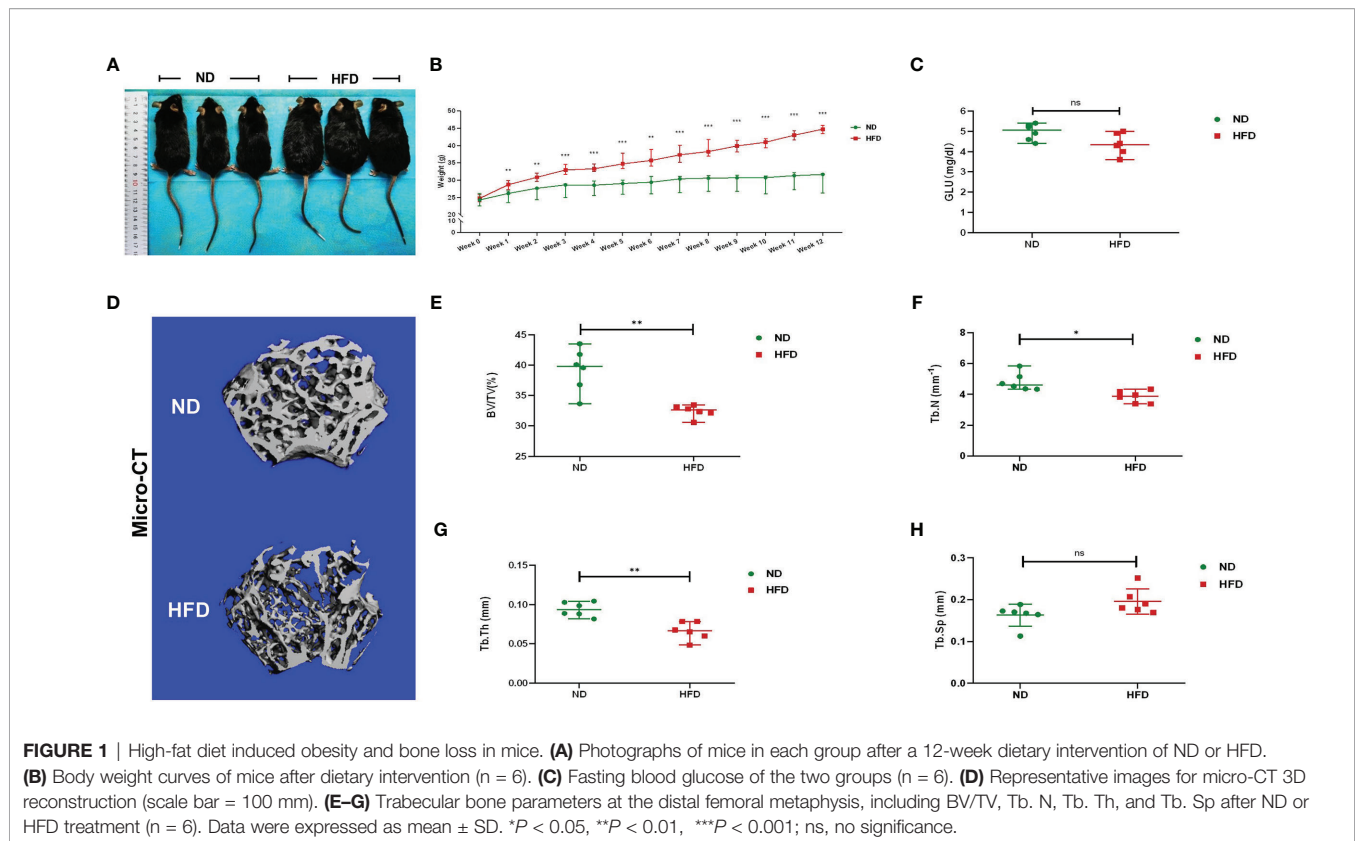 A
ND
HFD
B
50
45
40
35
30
25
20
10
0
Weight (g)
** ** *** *** *** ** *** *** *** *** *** ***
ND
HFD
Week 0
Week 1
Week 2
Week 3
Week 4
Week 5
Week 6
Week 7
Week 8
Week 9
Week 10
Week 11
Week 12
C
ns
6
5
4
3
2
1
0
GLU (mg/dl)
ND
HFD
ND
HFD
D
Micro-CT
ND
HFD
E
**
45
40
35
30
25
BV/TV(%)
ND
HFD
ND
HFD
F
*
8
6
4
2
0
Tb.N (mm-1)
ND
HFD
ND
HFD
G
**
0.15
0.10
0.05
0.00
Tb.Th (mm)
ND
HFD
ND
HFD
H
ns
0.3
0.2
0.1
0.0
Tb.Sp (mm)
ND
HFD
ND
HFD
FIGURE 1 | High-fat diet induced obesity and bone loss in mice. (A) Photographs of mice in each group after a 12-week dietary intervention of ND or HFD.
(B) Body weight curves of mice after dietary intervention (n = 6). (C) Fasting blood glucose of the two groups (n = 6). (D) Representative images for micro-CT 3D
reconstruction (scale bar = 100 mm). (E–G) Trabecular bone parameters at the distal femoral metaphysis, including BV/TV, Tb. N, Tb. Th, and Tb. Sp after ND or
HFD treatment (n = 6). Data were expressed as mean ± SD. *P < 0.05, **P < 0.01, ***P < 0.001; ns, no significance.